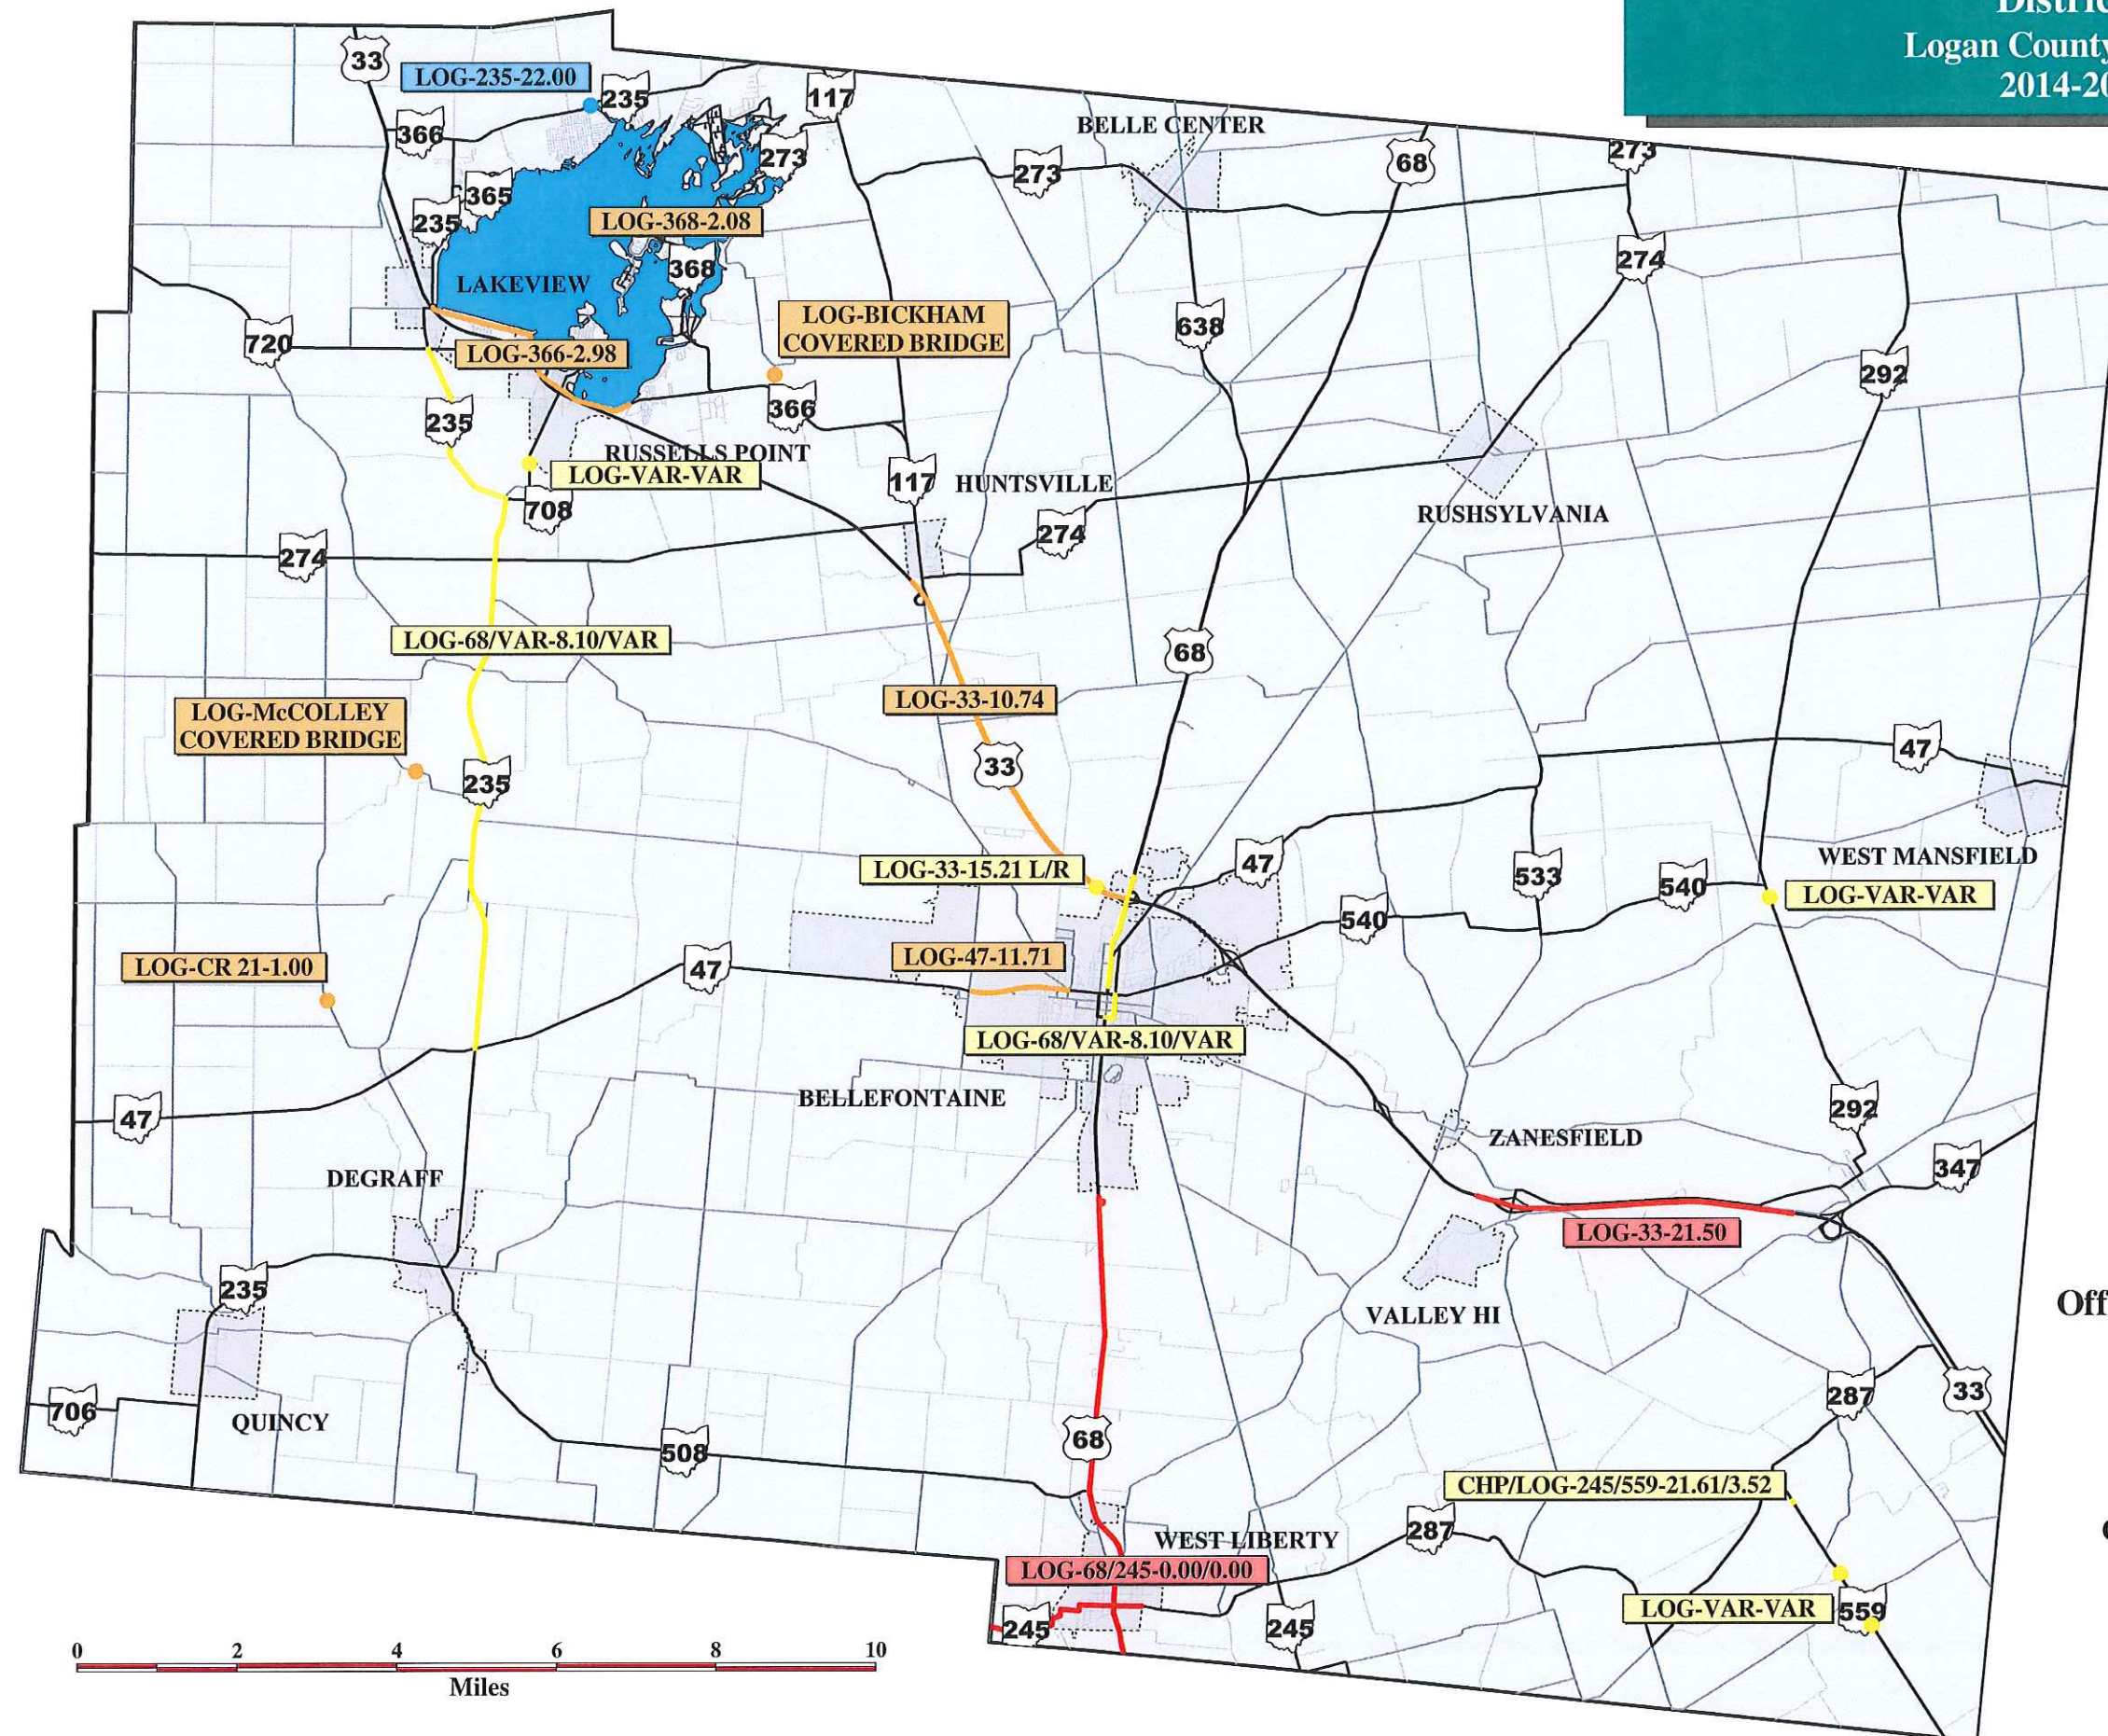 Logan County
2014-20
33
LOG-235-22.00
235
117
366
BELLE CENTER
68
273
273
273
365
273
235
LOG-368-2.08
274
368
LAKEVIEW
LOG-BICKHAM
COVERED BRIDGE
638
720
LOG-366-2.98
292
366
235
RUSSELLS POINT
LOG-VAR-VAR
117
HUNTSVILLE
708
RUSHSYLVANIA
274
274
LOG-68/VAR-8.10/VAR
68
LOG-33-10.74
LOG-McCOLLEY
COVERED BRIDGE
47
33
235
LOG-33-15.21 L/R
47
WEST MANSFIELD
533
540
LOG-VAR-VAR
540
LOG-47-11.71
LOG-CR 21-1.00
47
LOG-68/VAR-8.10/VAR
BELLEFONTAINE
47
292
ZANESFIELD
347
DEGRAFF
LOG-33-21.50
235
Off
VALLEY HI
33
287
706
QUINCY
68
508
CHP/LOG-245/559-21.61/3.52
287
WEST LIBERTY
LOG-68/245-0.00/0.00
LOG-VAR-VAR
559
245
245
0 2 4 6 8 10
Miles